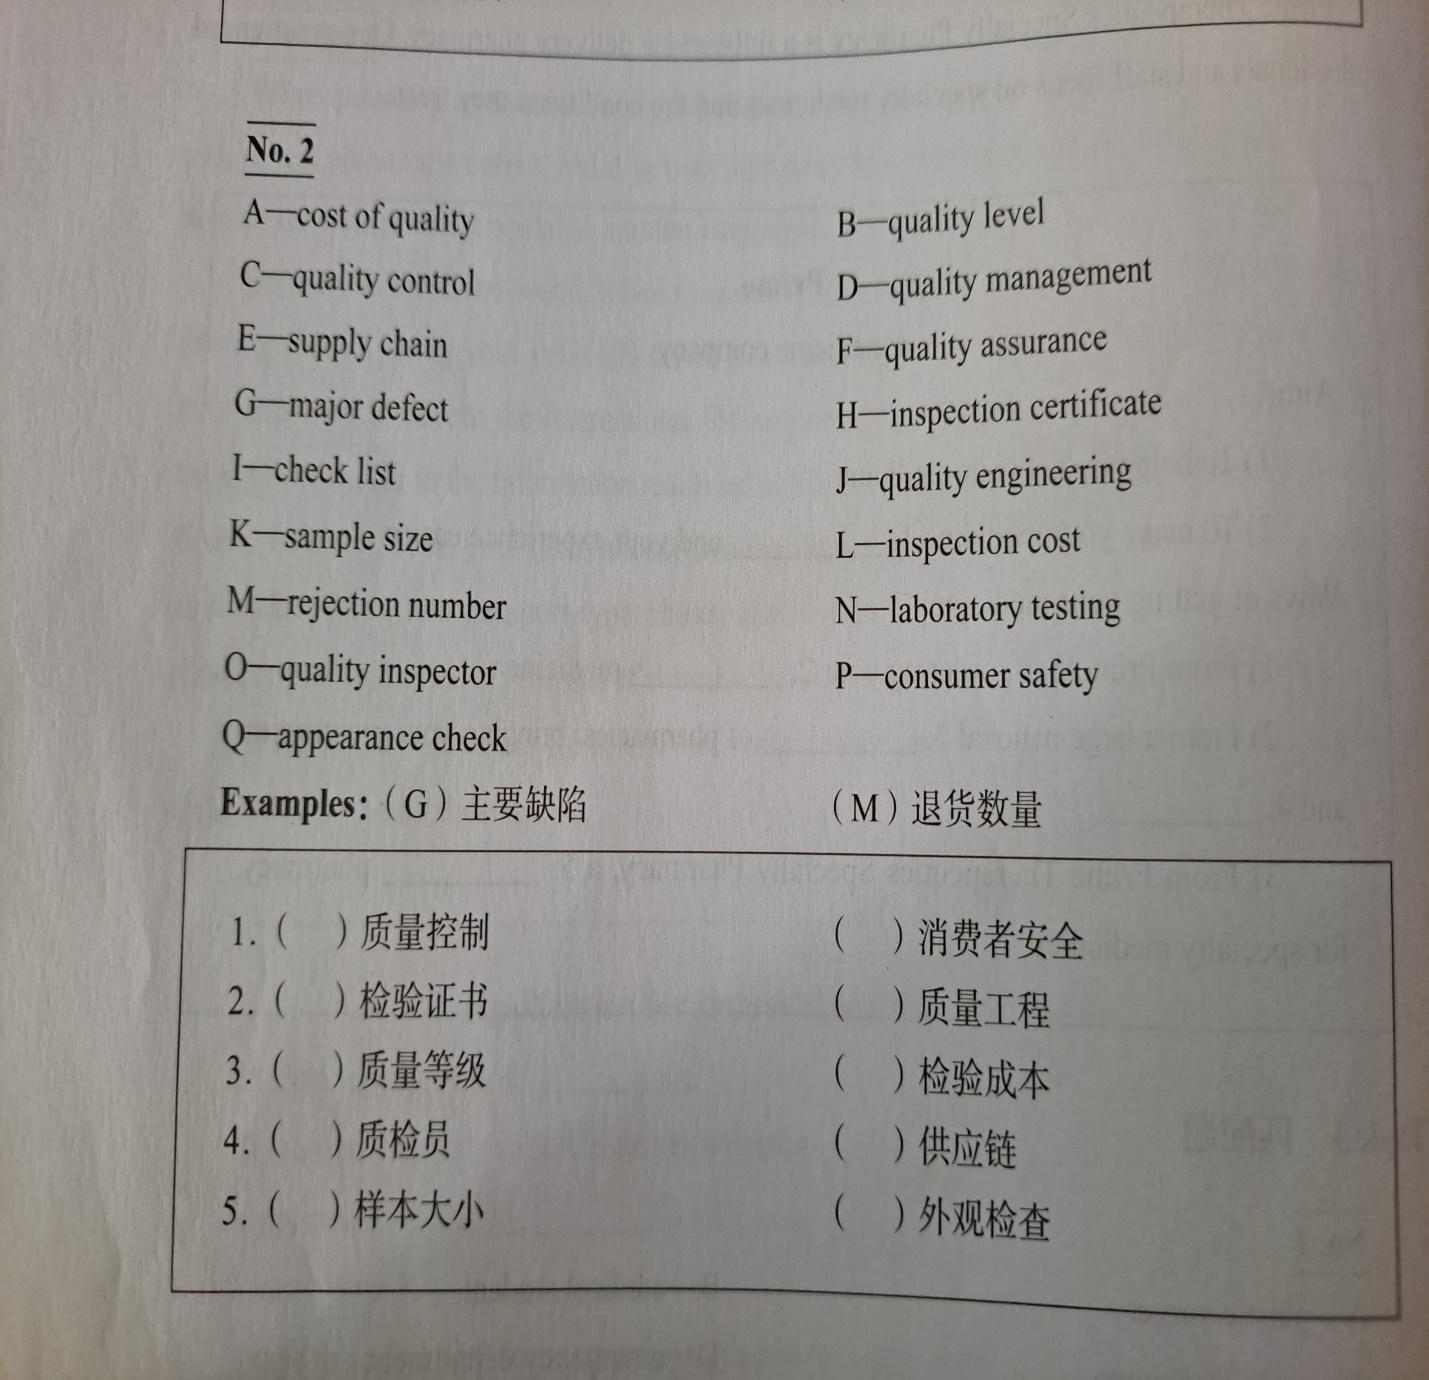 No. 2
A—cost of quality B—quality level
C—quality control D—quality management
E—supply chain F—quality assurance
G—major defect H—inspection certificate
I—check list J—quality engineering
K—sample size L—inspection cost
M—rejection number N—laboratory testing
O—quality inspector P—consumer safety
Q—appearance check
Examples:（G）主要缺陷 （M）退货数量
1.（ ）质量控制 （ ）消费者安全
2.（ ）检验证书 （ ）质量工程
3.（ ）质量等级 （ ）检验成本
4.（ ）质检员 （ ）供应链
5.（ ）样本大小 （ ）外观检查